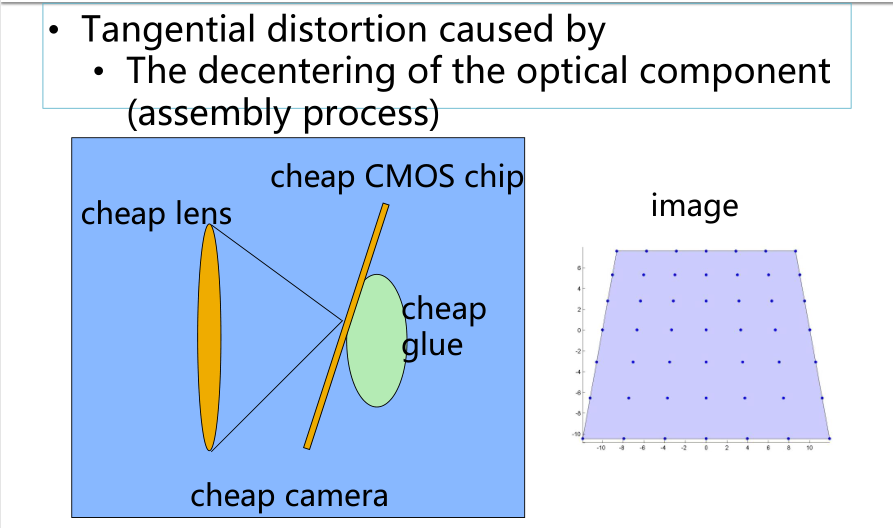 • Tangential distortion caused by
• The decentering of the optical component
(assembly process)
cheap CMOS chip
cheap lens
image
cheap
glue
cheap camera
6
4
2
0
-2
-4
-6
-8
-10
-10 -8 -6 -4 -2 0 2 4 6 8 10